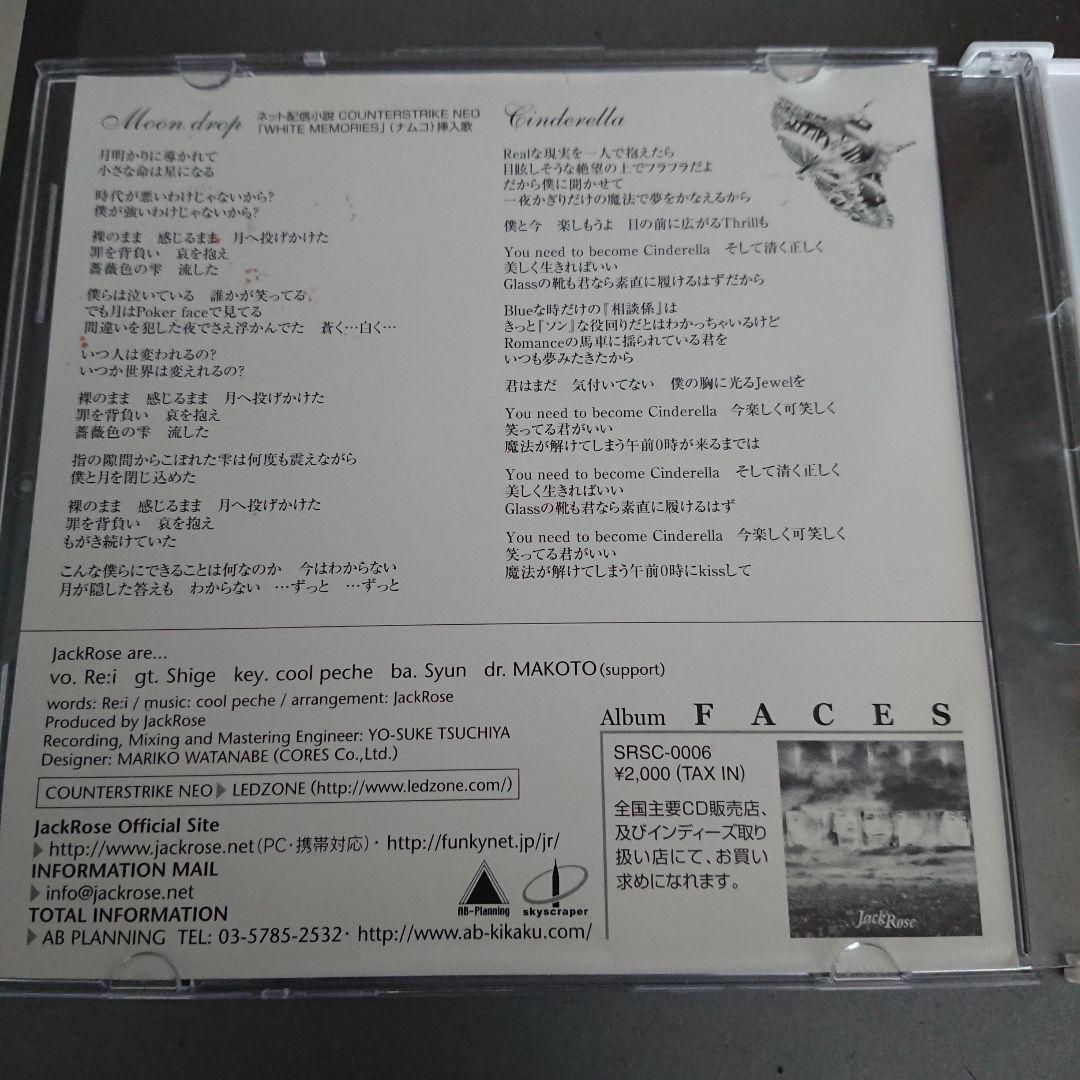 Moon drop
ネット配信小説 COUNTERSTRIKE NEO
「WHITE MEMORIES」(ナムコ)挿入歌
月明かりに導かれて
小さな命は星になる
時代が悪いわけじゃないから?
僕が強いわけじゃないから?
裸のまま 感じるまま 月へ投げかけた
罪を背負い 哀を抱え
薔薇色の雫 流した
僕らは泣いている 誰かが笑ってる
でも月はPoker faceで見てる
間違いを犯した夜でさえ浮かんでた 蒼く…白く…
いつ人は変われるの?
いつか世界は変えれるの?
裸のまま 感じるまま 月へ投げかけた
罪を背負い 哀を抱え
薔薇色の雫 流した
指の隙間からこぼれた雫は何度も震えながら
僕と月を閉じ込めた
裸のまま 感じるまま 月へ投げかけた
罪を背負い 哀を抱え
もがき続けていた
こんな僕らにできることは何なのか 今はわからない
月が隠した答えも わからない …ずっと …ずっと
Cinderella
Realな現実を一人で抱えたら
目眩しそうな絶望の上でフラフラだよ
だから僕に聞かせて
一夜かぎりだけの魔法で夢をかなえるから
僕と今 楽しもうよ 目の前に広がるThrillも
You need to become Cinderella そして清く正しく
美しく生きればいい
Glassの靴も君なら素直に履けるはずだから
Blueな時だけの『相談係』は
きっと『ソン』な役回りだとはわかっちゃいるけど
Romanceの馬車に揺られている君を
いつも夢みたきたから
君はまだ 気付いてない 僕の胸に光るJewelを
You need to become Cinderella 今楽しく可笑しく
笑ってる君がいい
魔法が解けてしまう午前0時が来るまでは
You need to become Cinderella そして清く正しく
美しく生きればいい
Glassの靴も君なら素直に履けるはず
You need to become Cinderella 今楽しく可笑しく
笑ってる君がいい
魔法が解けてしまう午前0時にkissして
JackRose are...
vo. Re:i gt. Shige key. cool peche ba. Syun dr. MAKOTO (support)
words: Re:i / music: cool peche / arrangement: JackRose
Produced by JackRose
Recording, Mixing and Mastering Engineer: YO-SUKE TSUCHIYA
Designer: MARIKO WATANABE (CORES Co.,Ltd.)
COUNTERSTRIKE NEO▶LEDZONE (http://www.ledzone.com/)
JackRose Official Site
▶http://www.jackrose.net(PC・携帯対応)・http://funkynet.jp/jr/
INFORMATION MAIL
▶info@jackrose.net
TOTAL INFORMATION
▶AB PLANNING TEL: 03-5785-2532・http://www.ab-kikaku.com/
AB-Planning
skyscraper
Album FACES
SRSC-0006
¥2,000 (TAX IN)
全国主要CD販売店、
及びインディーズ取り
扱い店にて、お買い
求めになれます。
JackRose